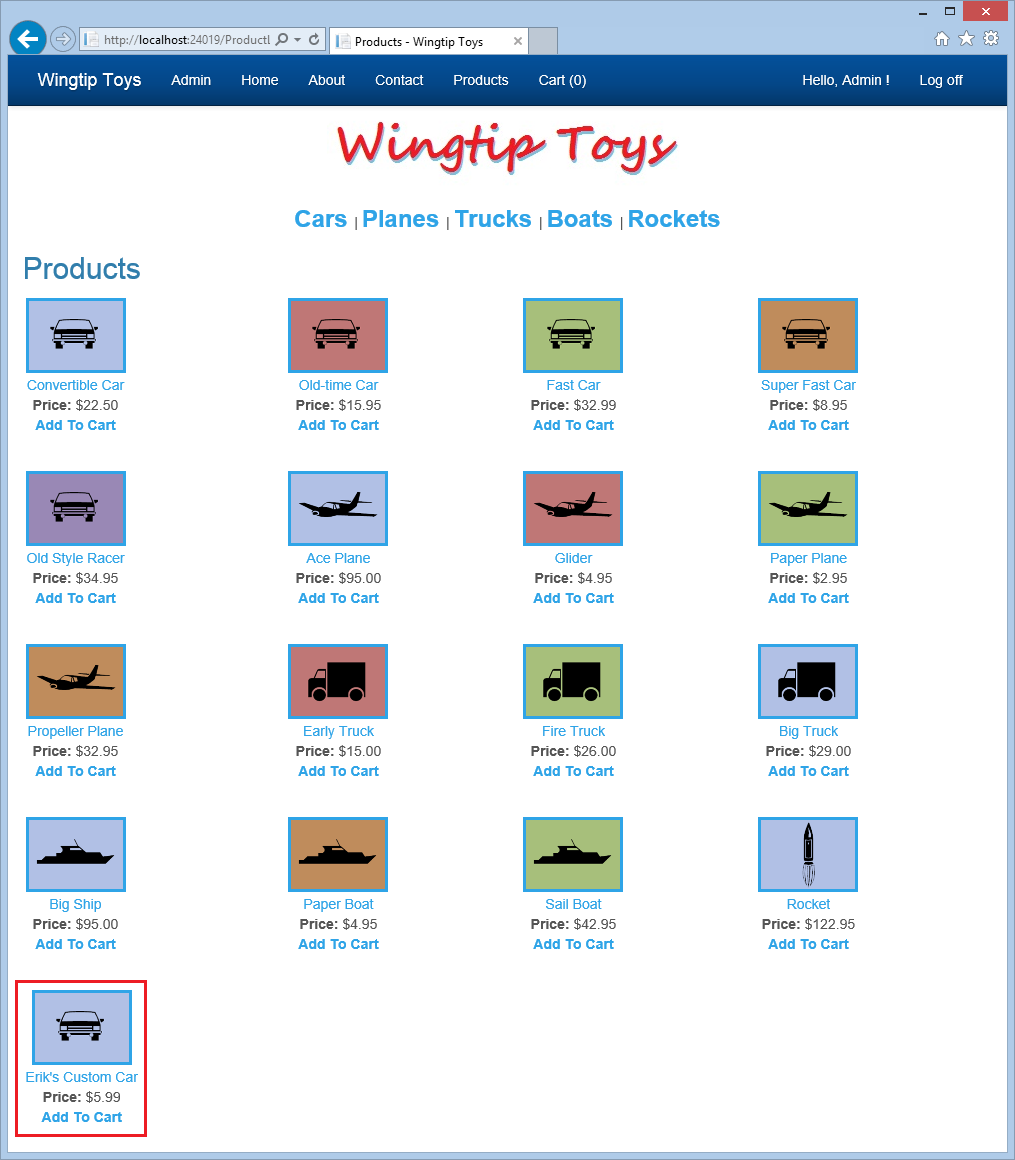 http://localhost:24019/ProductL
Products - Wingtip Toys
Wingtip Toys Admin Home About Contact Products Cart (0) Hello, Admin ! Log off
Wingtip Toys
Cars | Planes | Trucks | Boats | Rockets
Products
Convertible Car Old-time Car Fast Car Super Fast Car
Price: $22.50 Price: $15.95 Price: $32.99 Price: $8.95
Add To Cart Add To Cart Add To Cart Add To Cart
Old Style Racer Ace Plane Glider Paper Plane
Price: $34.95 Price: $95.00 Price: $4.95 Price: $2.95
Add To Cart Add To Cart Add To Cart Add To Cart
Propeller Plane Early Truck Fire Truck Big Truck
Price: $32.95 Price: $15.00 Price: $26.00 Price: $29.00
Add To Cart Add To Cart Add To Cart Add To Cart
Big Ship Paper Boat Sail Boat Rocket
Price: $95.00 Price: $4.95 Price: $42.95 Price: $122.95
Add To Cart Add To Cart Add To Cart Add To Cart
Erik's Custom Car
Price: $5.99
Add To Cart